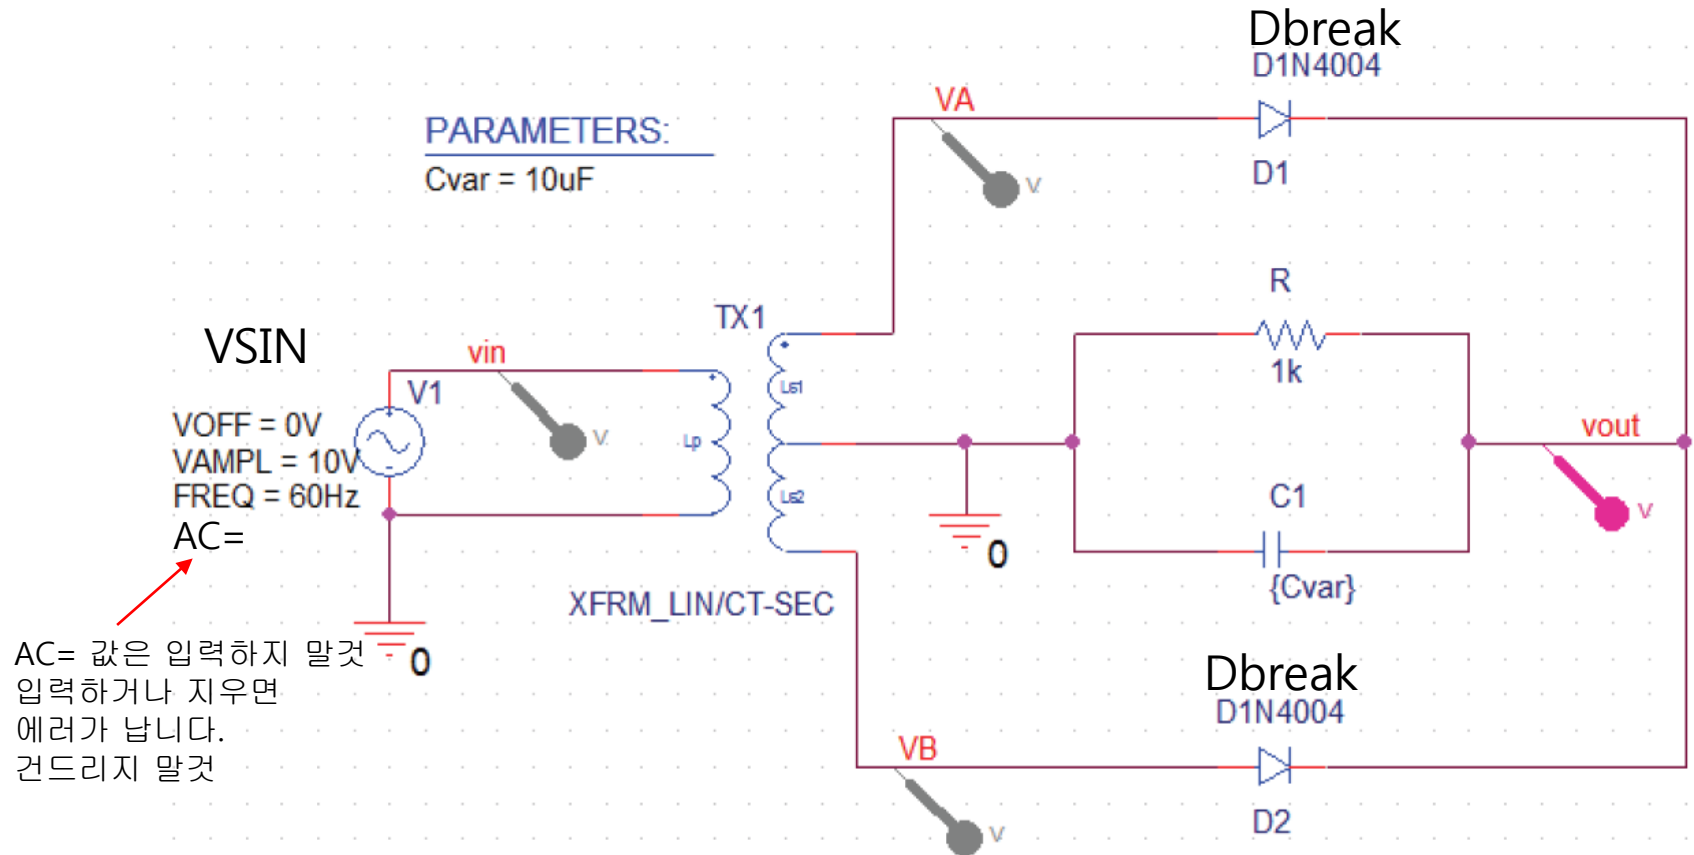 Dbreak
D1N4004
VA
V
D1
PARAMETERS:
Cvar = 10uF
R
1k
TX1
VSIN
vin
V1
V
VOFF = 0V
VAMPL = 10V
FREQ = 60Hz
AC=
Lp
Ls1
Ls2
vout
V
C1
{Cvar}
0
XFRM_LIN/CT-SEC
0
AC= 값은 입력하지 말것
입력하거나 지우면
에러가 납니다.
건드리지 말것
Dbreak
D1N4004
VB
V
D2